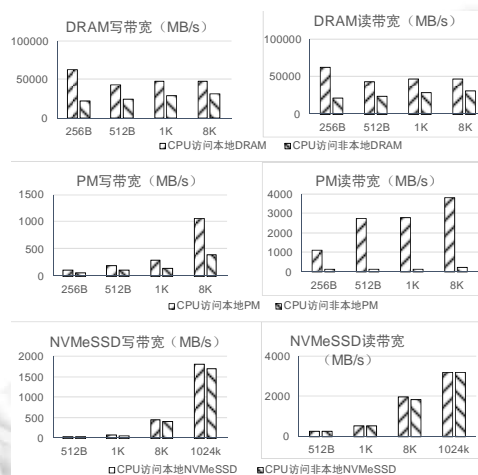 DRAM写带宽（MB/s）
100000
50000
0
256B 512B 1K 8K
DRAM读带宽（MB/s）
100000
50000
0
256B 512B 1K 8K
CPU访问本地DRAM CPU访问非本地DRAM
PM写带宽（MB/s）
1500
1000
500
0
256B 512B 1K 8K
PM读带宽（MB/s）
4000
3000
2000
1000
0
256B 512B 1K 8K
CPU访问本地PM CPU访问非本地PM
NVMeSSD写带宽（MB/s）
2000
1500
1000
500
0
512B 1K 8K 1024k
NVMeSSD读带宽
（MB/s）
4000
2000
0
512B 1K 8K 1024K
CPU访问本地NVMeSSD CPU访问非本地NVMeSSD